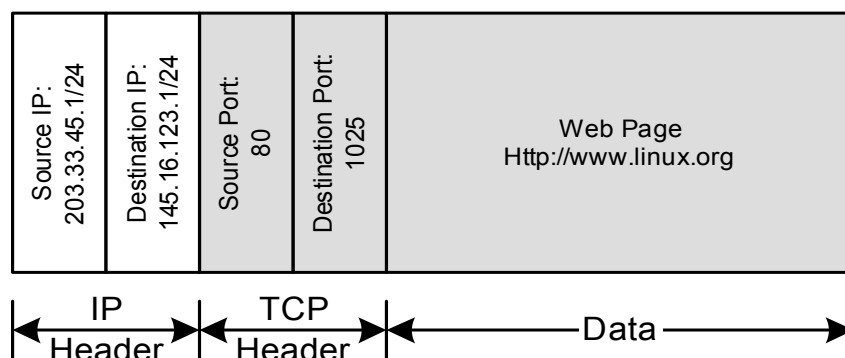 Source IP:
203.33.45.1/24
Destination IP:
145.16.123.1/24
Source Port:
80
Destination Port:
1025
Web Page
Http://www.linux.org
IP
Header
TCP
Header
Data